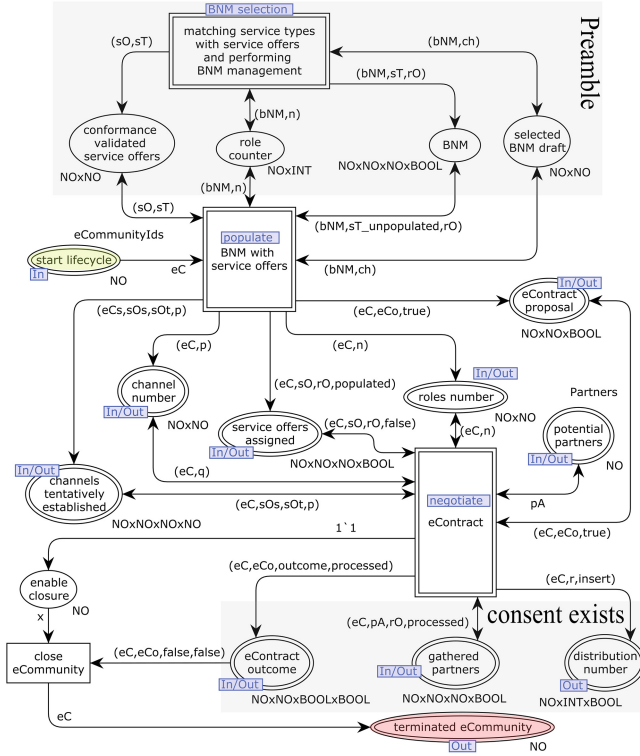 BNM selection
matching service types
with service offers
and performing
BNM management
Preamble
(sO,sT)
(bNM,ch)
(bNM,sT,rO)
(bNM,n)
conformance
validated
service offers
NOxNO
role
counter
NOxINT
BNM
NOxNOxNOxBOOL
selected
BNM draft
NOxNO
(bNM,n)
(sO,sT)
(bNM,sT_unpopulated,rO)
eCommunityIds
populate
BNM with
service offers
start lifecycle
In
NO
eC
(bNM,ch)
In/Out
eContract
proposal
NOxNOxBOOL
(eCs,sOs,sOt,p)
(eC,eCo,true)
(eC,p)
(eC,n)
channel
number
In/Out
NOxNO
(eC,sO,rO,populated)
In/Out
roles number
NOxNO
Partners
service offers
assigned
In/Out
(eC,sO,rO,false)
NOxNOxNOxBOOL
(eC,n)
potential
partners
In/Out
NO
(eC,q)
In/Out
channels
tentatively
established
NOxNOxNOxNO
(eC,sOs,sOt,p)
negotiate
eContract
pA
(eC,eCo,true)
1`1
(eC,eCo,outcome,processed)
(eC,r,insert)
enable
closure
NO
x
consent exists
(eC,pA,rO,processed)
close
eCommunity
(eC,eCo,false,false)
eContract
outcome
In/Out
NOxNOxBOOLxBOOL
gathered
partners
In/Out
NOxNOxNOxBOOL
distribution
number
Out
NOxINTxBOOL
eC
terminated eCommunity
Out
NO